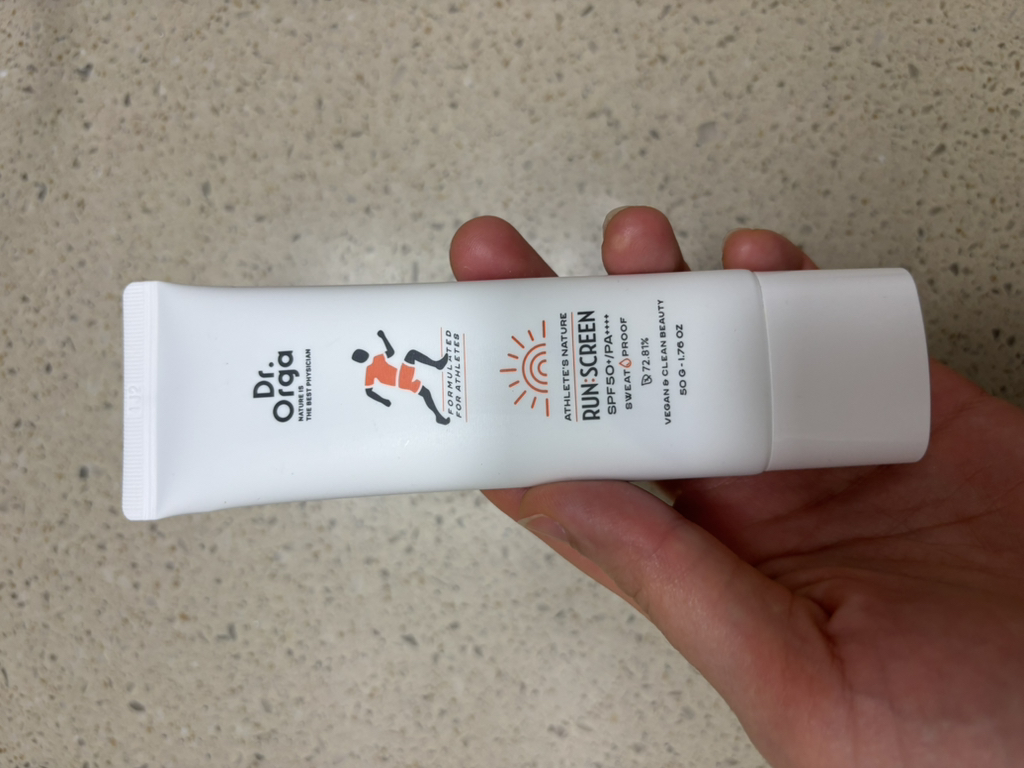 Dr.
Orga
NATURE IS
THE BEST PHYSICIAN
FORMULATED
FOR ATHLETES
ATHLETE'S NATURE
RUN:SCREEN
SPF50+/PA++++
SWEAT PROOF
72.81%
VEGAN & CLEAN BEAUTY
50 G • 1.76 OZ